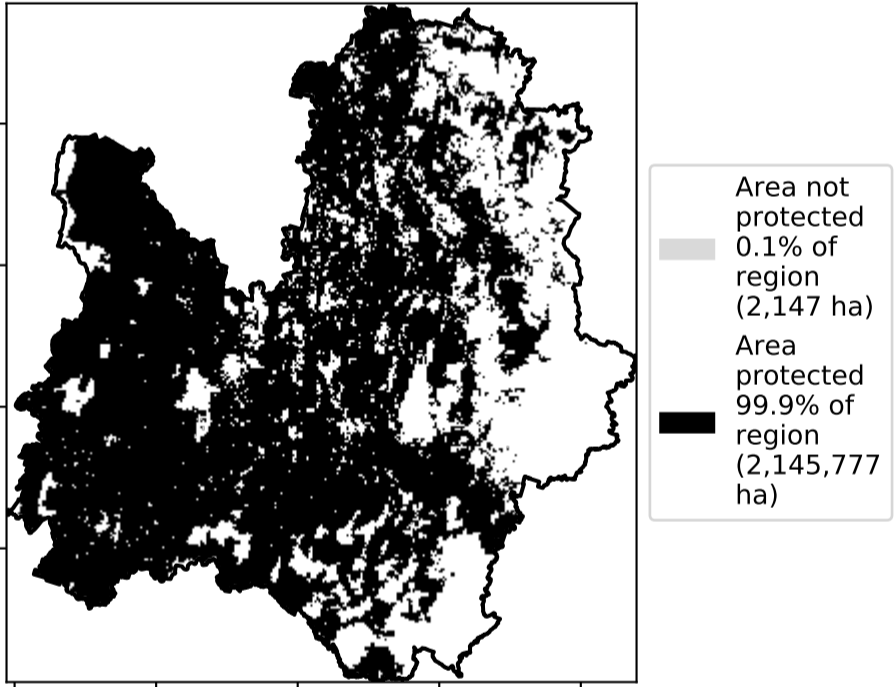 Area not
protected
0.1% of
region
(2,147 ha)
Area
protected
99.9% of
region
(2,145,777
ha)